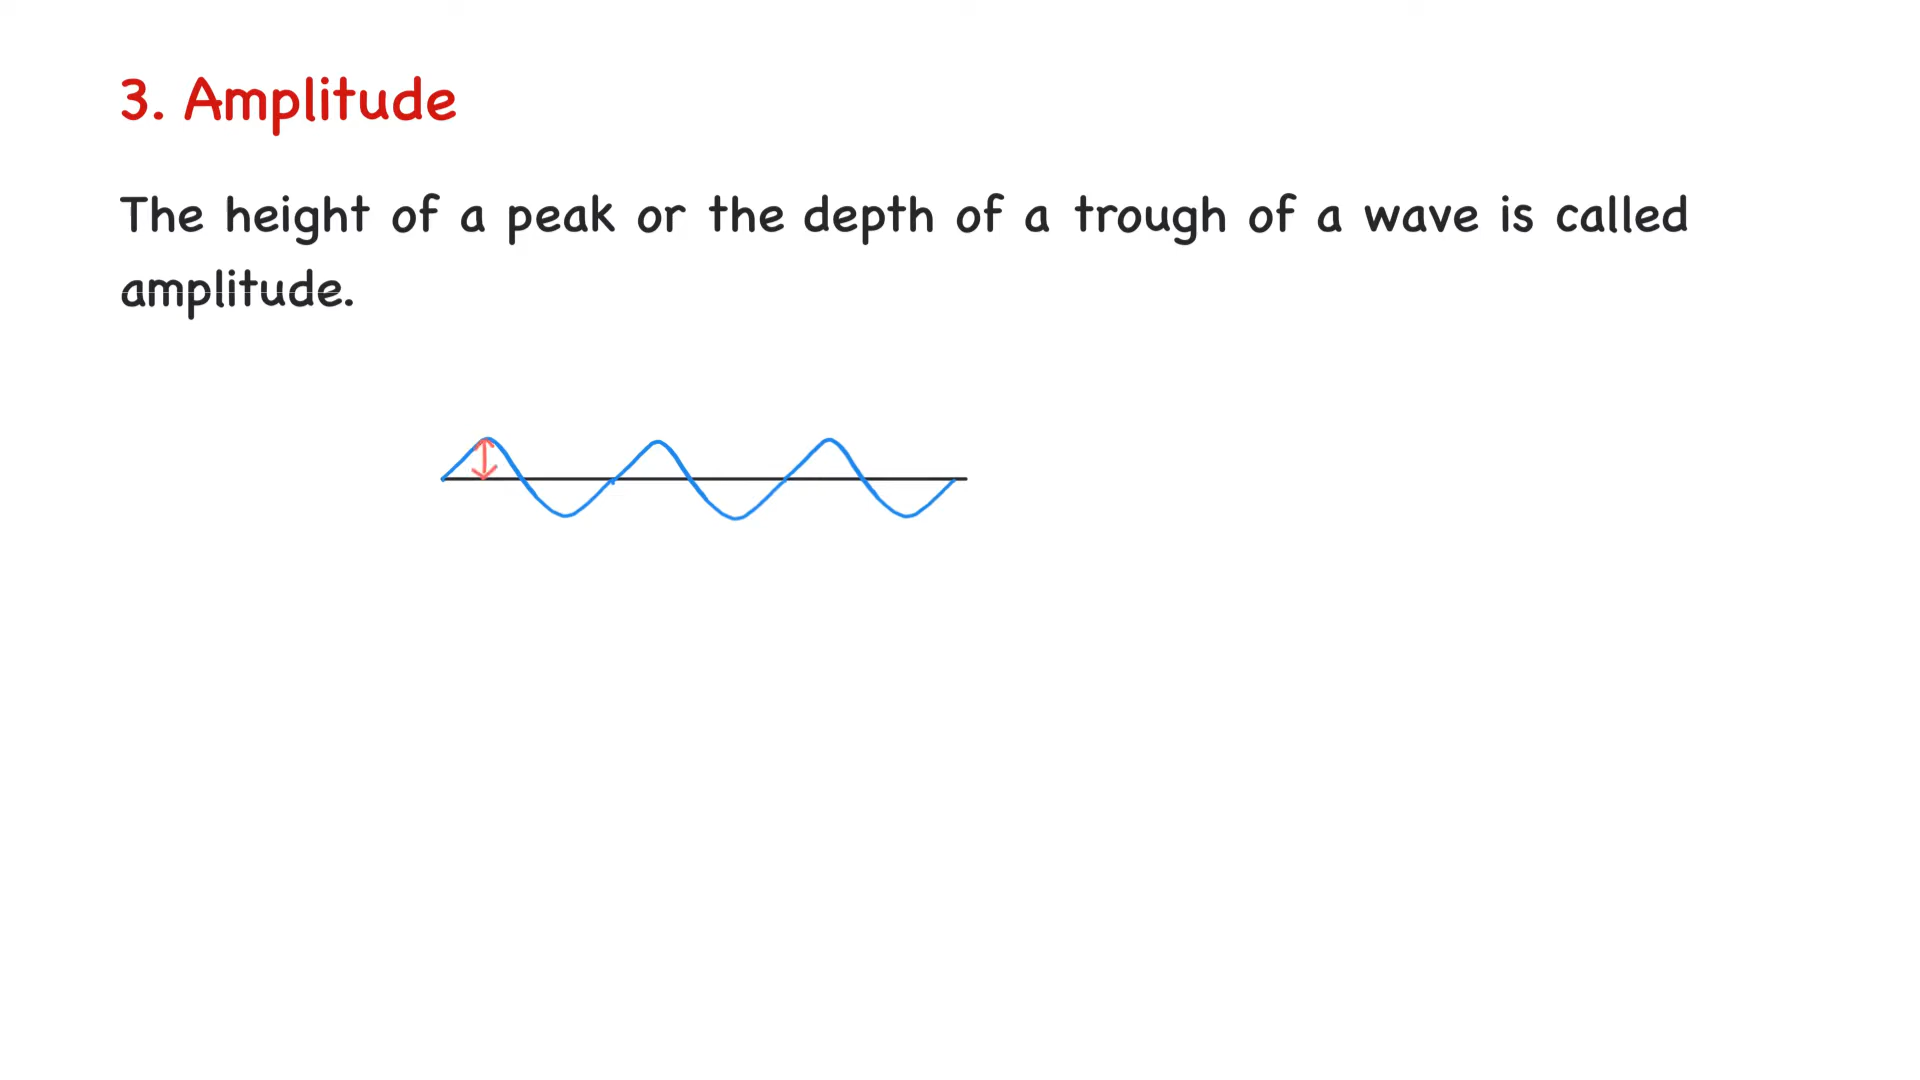 3. Amplitude
The height of a peak or the depth of a trough of a wave is called
amplitude.